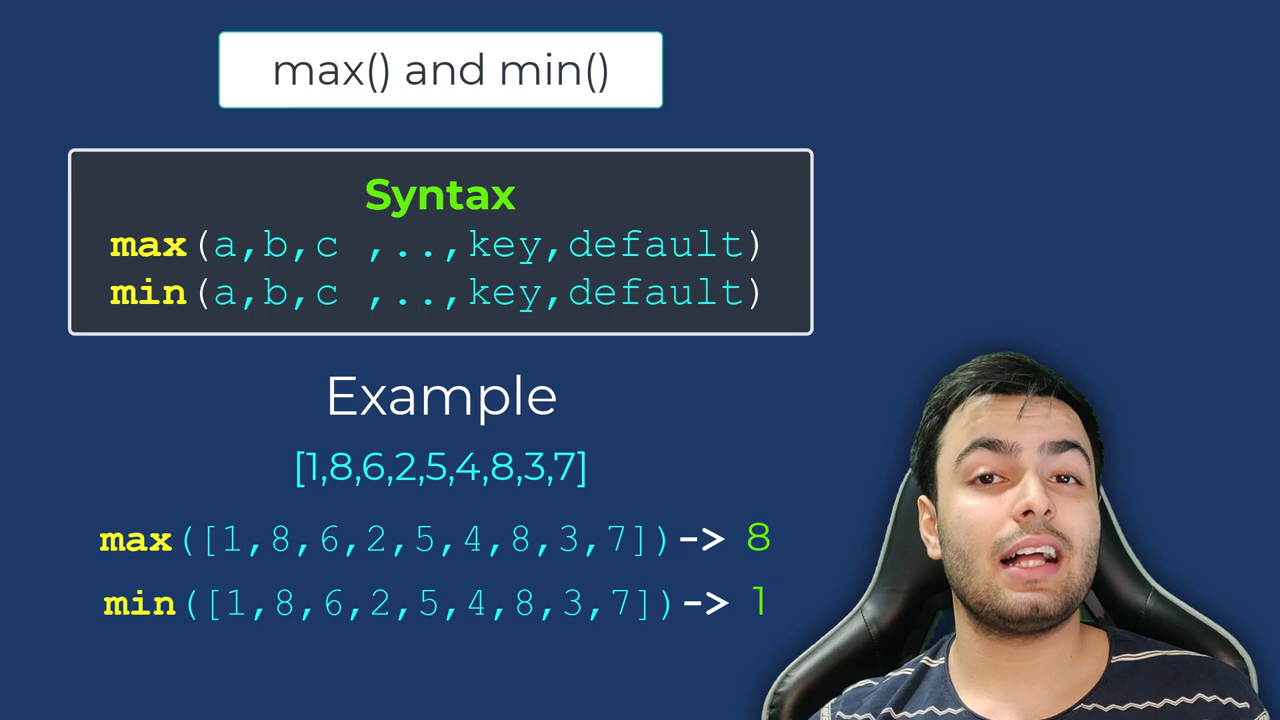 max() and min()
Syntax
max(a,b,c ,..,key,default)
min(a,b,c ,..,key,default)
Example
[1,8,6,2,5,4,8,3,7]
max([1,8,6,2,5,4,8,3,7])-> 8
min([1,8,6,2,5,4,8,3,7])-> 1